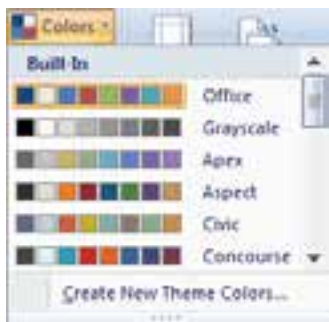 Colors
Built-In
Office
Grayscale
Apex
Aspect
Civic
Concourse
Create New Theme Colors...